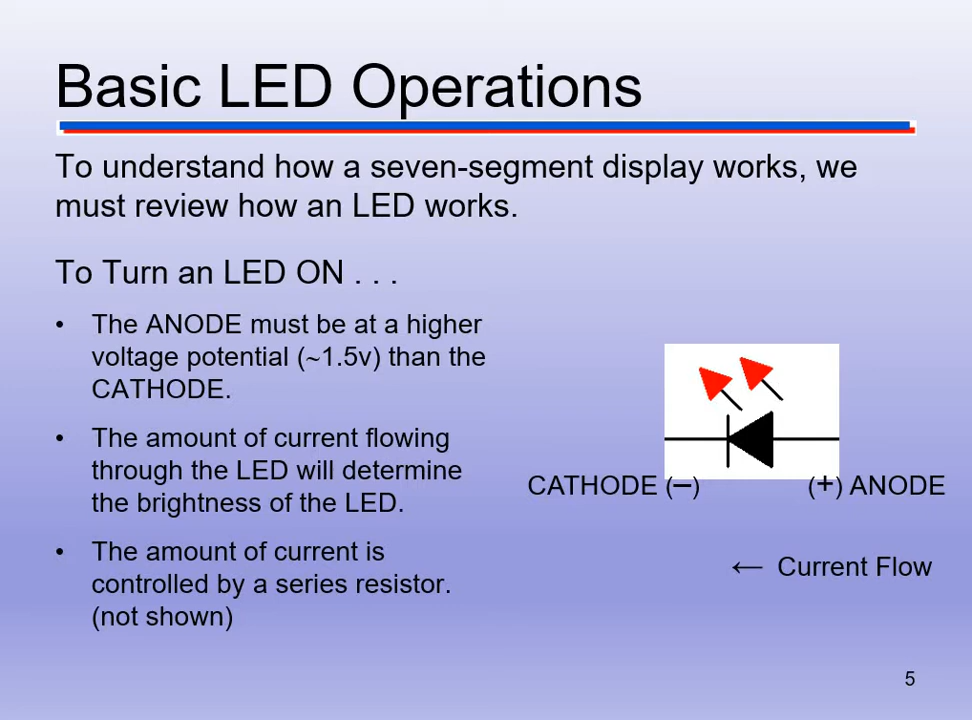 Basic LED Operations
To understand how a seven-segment display works, we
must review how an LED works.
To Turn an LED ON . . .
• The ANODE must be at a higher
voltage potential (~1.5v) than the
CATHODE.
• The amount of current flowing
through the LED will determine
the brightness of the LED.
• The amount of current is
controlled by a series resistor.
(not shown)
CATHODE (–) (+) ANODE
← Current Flow
5